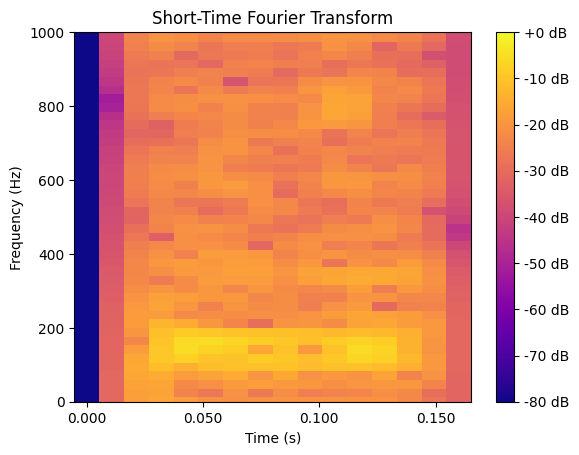 Short-Time Fourier Transform
Frequency (Hz)
1000
800
600
400
200
0
0.000
0.050
0.100
0.150
Time (s)
+0 dB
-10 dB
-20 dB
-30 dB
-40 dB
-50 dB
-60 dB
-70 dB
-80 dB